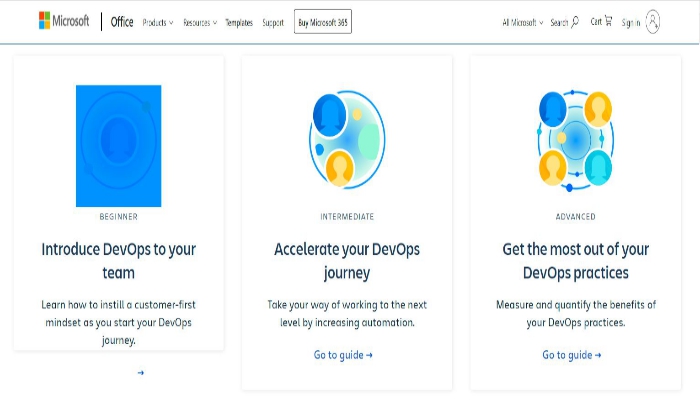 Microsoft Office Products Resources Templates Support Buy Microsoft 365 All Microsoft Search Cart Sign in
BEGINNER
Introduce DevOps to your
team
Learn how to instill a customer-first
mindset as you start your DevOps
journey.
→
INTERMEDIATE
Accelerate your DevOps
journey
Take your way of working to the next
level by increasing automation.
Go to guide →
ADVANCED
Get the most out of your
DevOps practices
Measure and quantify the benefits of
your DevOps practices.
Go to guide →